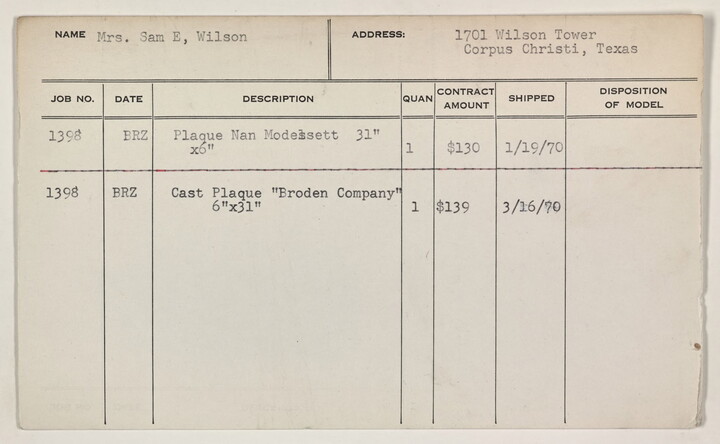 NAME Mrs. Sam E, Wilson
ADDRESS: 1701 Wilson Tower
Corpus Christi, Texas
JOB NO. DATE DESCRIPTION QUAN CONTRACT AMOUNT SHIPPED DISPOSITION OF MODEL
1398 BRZ Plaque Nan Modelssett 31"
x6" 1 $130 1/19/70
1398 BRZ Cast Plaque "Broden Company"
6"x31" 1 $139 3/16/70